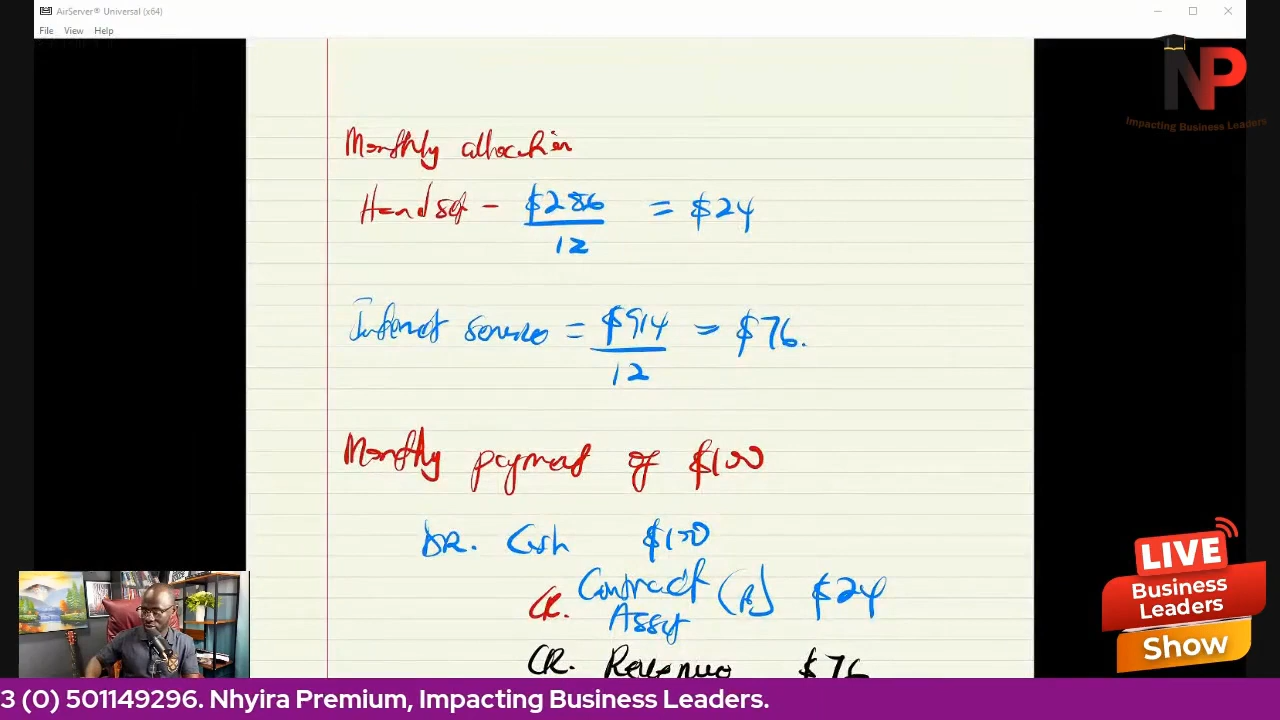 AirServer® Universal (x64)
File View Help
NP
Impacting Business Leaders
Monthly allocation
Handset - $286 = $24
12
Internet services = $914 = $76.
12
Monthly payment of $100
DR. Cash $100
CR. Contract Asset (R) $24
CR. Revenue $76
LIVE
Business
Leaders
Show
3 (0) 501149296. Nhyira Premium, Impacting Business Leaders.